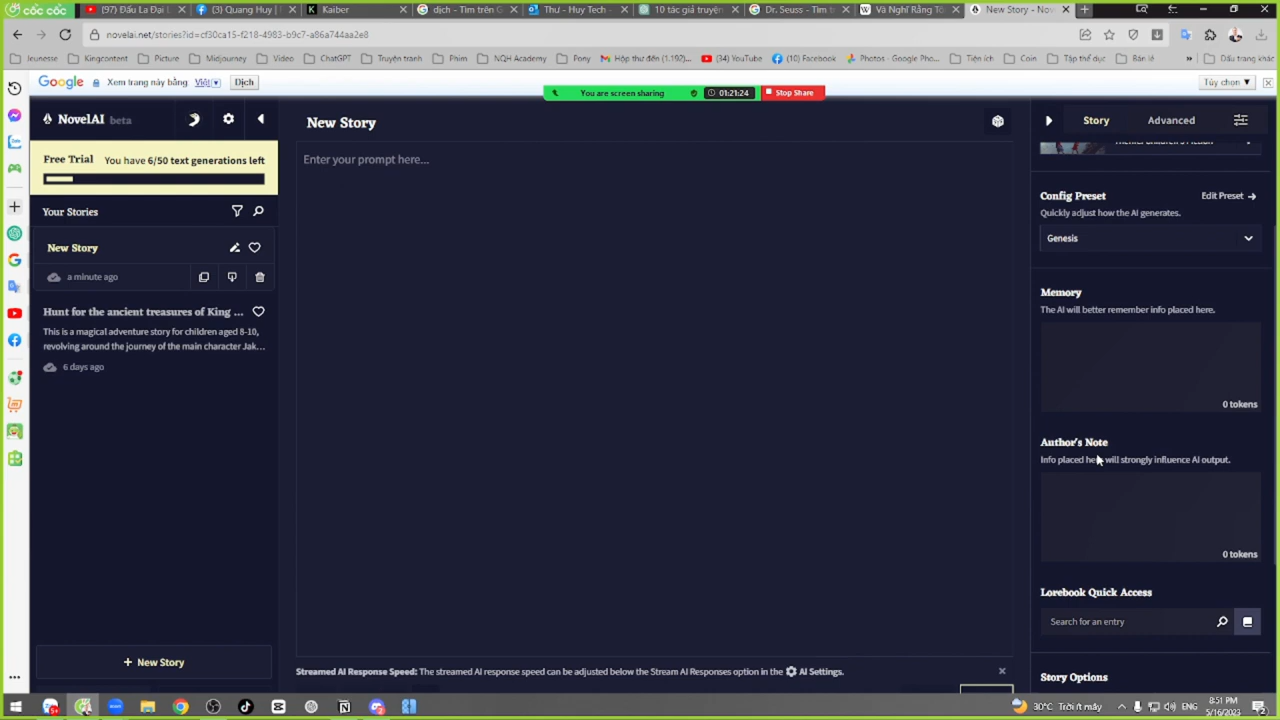 cốc cốc
(97) Đấu La Đại L
(3) Quang Huy |
Kaiber
dịch - Tìm trên G
Thư - Huy Tech -
10 tác giả truyện
Dr. Seuss - Tìm t
Và Nghĩ Rằng Tô
New Story - Nov
novelai.net/stories?id=cf30ca15-f218-4983-b9c7-a86a744aa2e8
Jeunesse
Kingcontent
Picture
Midjourney
Video
ChatGPT
Truyện tranh
Phim
NQH Academy
Pony
Hộp thư đến (1.192)...
(34) YouTube
(10) Facebook
Photos - Google Pho...
Tiện ích
Coin
Tập thể dục
Bán lẻ
»
Dấu trang khác
Google
Xem trang này bằng
Việt
Dịch
Tùy chọn ▼
You are screen sharing
01:21:24
Stop Share
NovelAI beta
New Story
Story
Advanced
Free Trial
You have 6/50 text generations left
Enter your prompt here...
Your Stories
Config Preset
Edit Preset →
Quickly adjust how the AI generates.
New Story
Genesis
a minute ago
Memory
The AI will better remember info placed here.
Hunt for the ancient treasures of King ...
This is a magical adventure story for children aged 8-10,
revolving around the journey of the main character Jak...
6 days ago
0 tokens
Author's Note
Info placed here will strongly influence AI output.
0 tokens
Lorebook Quick Access
Search for an entry
+ New Story
Streamed AI Response Speed: The streamed AI response speed can be adjusted below the Stream AI Responses option in the AI Settings.
Story Options
5+
30°C Trời ít mây
ENG
8:51 PM
5/16/2023
2